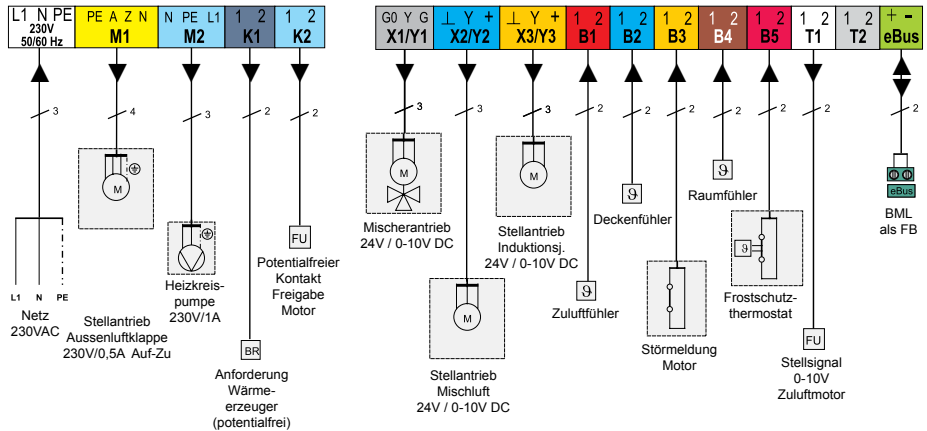 L1 N PE
230V
50/60 Hz
PE A Z N
M1
N PE L1
M2
1 2
K1
1 2
K2
G0 Y G
X1/Y1
⊥ Y +
X2/Y2
⊥ Y +
X3/Y3
1 2
B1
1 2
B2
1 2
B3
1 2
B4
1 2
B5
1 2
T1
1 2
T2
+ -
eBus
3
4
3
2
2
3
3
3
2
2
2
2
2
2
2
M
M
M
M
FU
BR
ϑ
ϑ
ϑ
ϑ
FU
eBus
L1 N PE
Netz
230VAC
Stellantrieb
Aussenluftklappe
230V/0,5A Auf-Zu
Heizkreis-
pumpe
230V/1A
Anforderung
Wärme-
erzeuger
(potentialfrei)
Potentialfreier
Kontakt
Freigabe
Motor
Mischerantrieb
24V / 0-10V DC
Stellantrieb
Mischluft
24V / 0-10V DC
Stellantrieb
Induktionsj.
24V / 0-10V DC
Zuluftfühler
Deckenfühler
Störmeldung
Motor
Raumfühler
Frostschutz-
thermostat
Stellsignal
0-10V
Zuluftmotor
BML
als FB